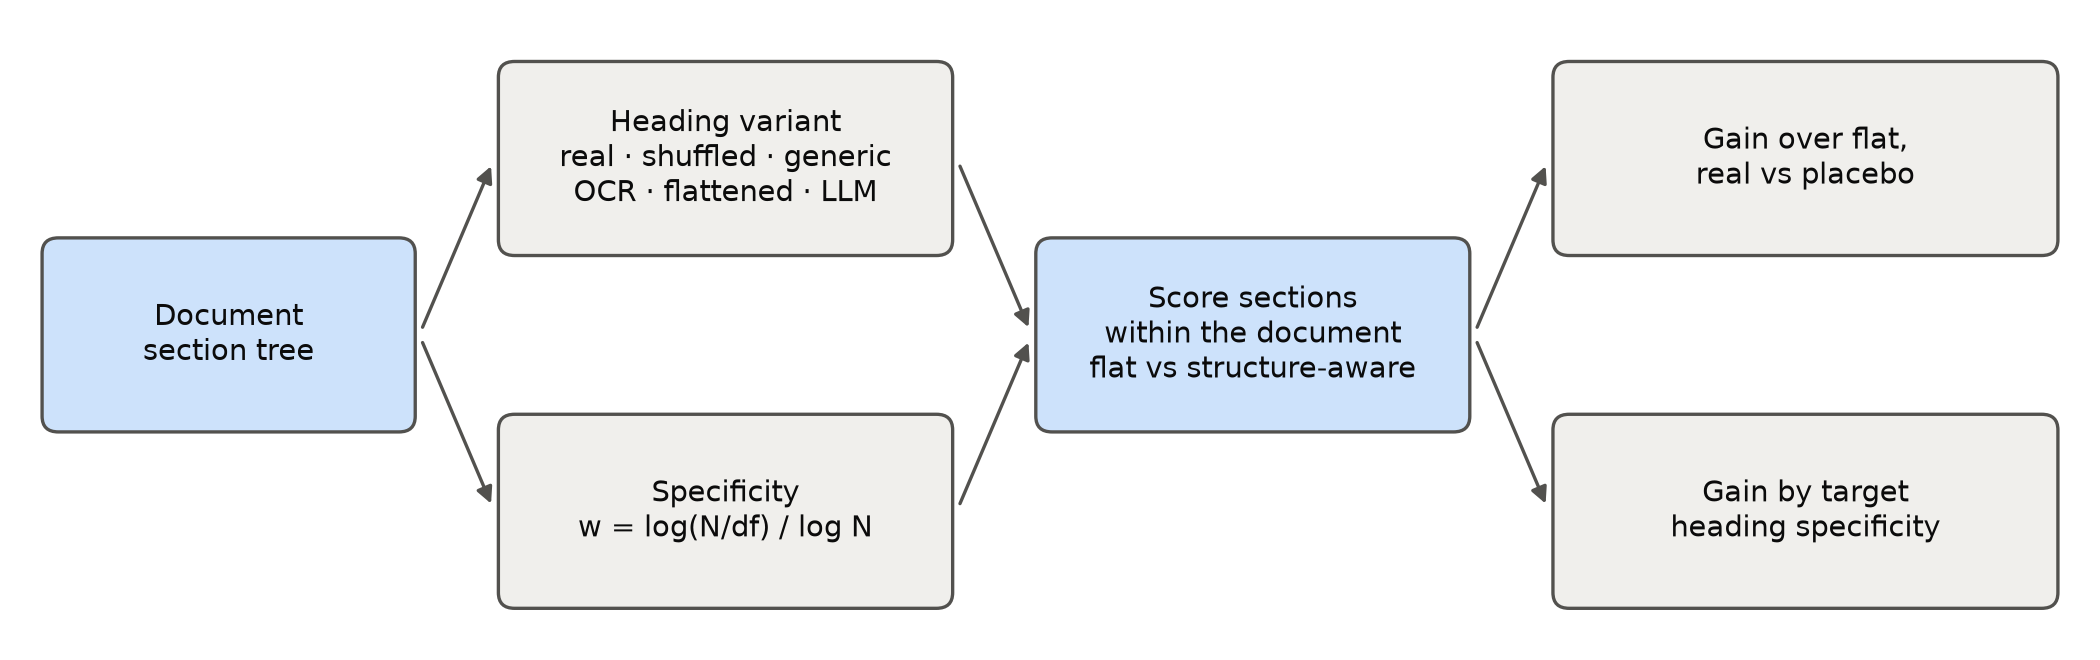 Document
section tree
Heading variant
real · shuffled · generic
OCR · flattened · LLM
Specificity
w = log(N/df) / log N
Score sections
within the document
flat vs structure-aware
Gain over flat,
real vs placebo
Gain by target
heading specificity